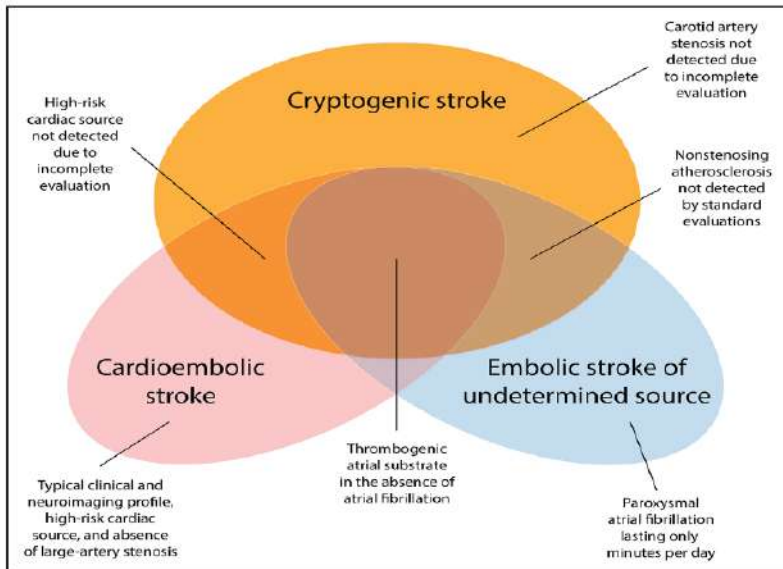 Carotid artery
stenosis not
detected due
to incomplete
evaluation
High-risk
cardiac source
not detected
due to
incomplete
evaluation
Cryptogenic stroke
Nonstenosing
atherosclerosis
not detected
by standard
evaluations
Cardioembolic
stroke
Embolic stroke of
undetermined source
Thrombogenic
atrial substrate
in the absence of
atrial fibrillation
Typical clinical and
neuroimaging profile,
high-risk cardiac
source, and absence
of large-artery stenosis
Paroxysmal
atrial fibrillation
lasting only
minutes per day